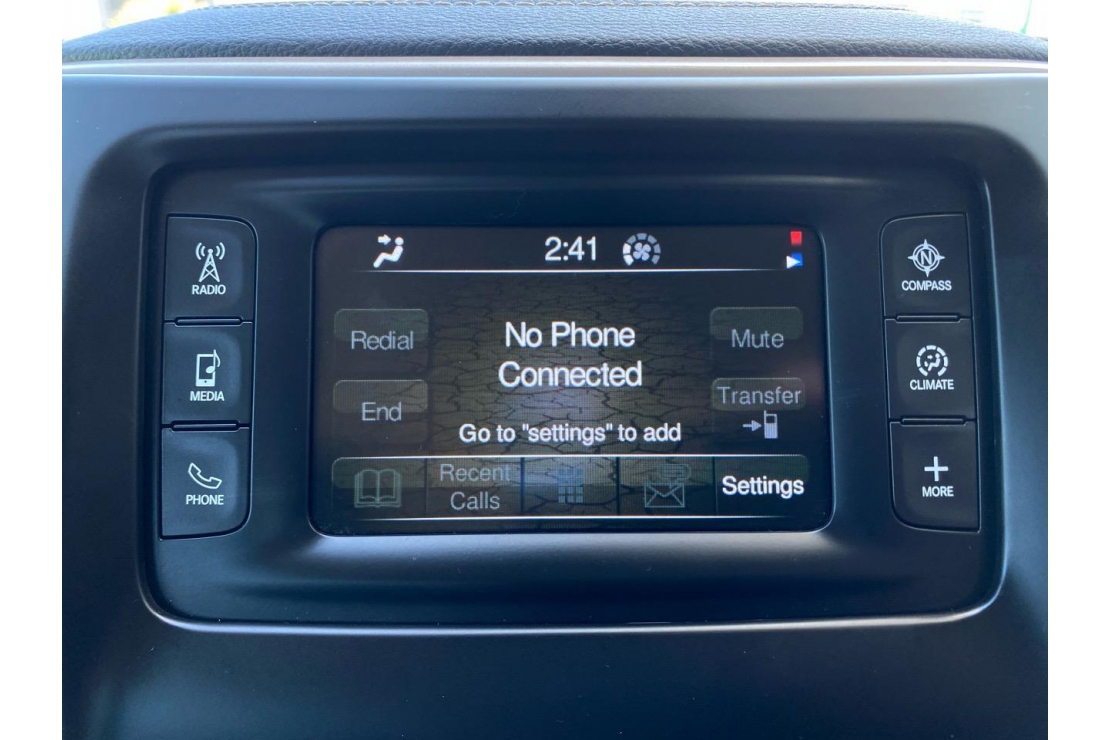 2:41
RADIO
MEDIA
PHONE
Redial
End
No Phone
Connected
Go to "settings" to add
Mute
Transfer
Recent
Calls
Settings
N
COMPASS
CLIMATE
MORE